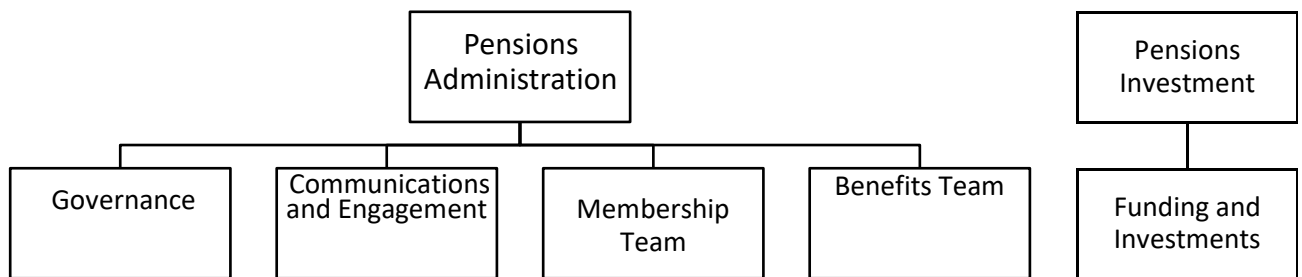 Pensions
Administration
Pensions
Investment
Governance
Communications
and Engagement
Membership
Team
Benefits Team
Funding and
Investments